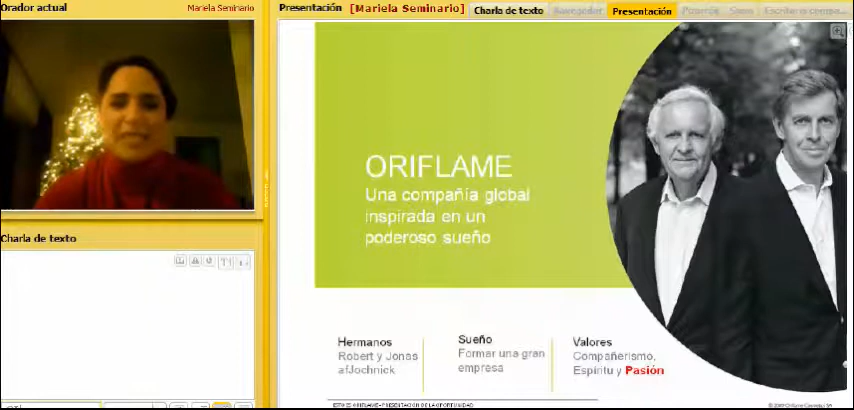 Orador actual
Mariela Seminario
Presentación [Mariela Seminario]
Charla de texto
Navegador
Presentación
Charla de texto
ORIFLAME
Una compañía global
inspirada en un
poderoso sueño
Hermanos
Robert y Jonas
afJochnick
Sueño
Formar una gran
empresa
Valores
Compañerismo,
Espíritu y Pasión